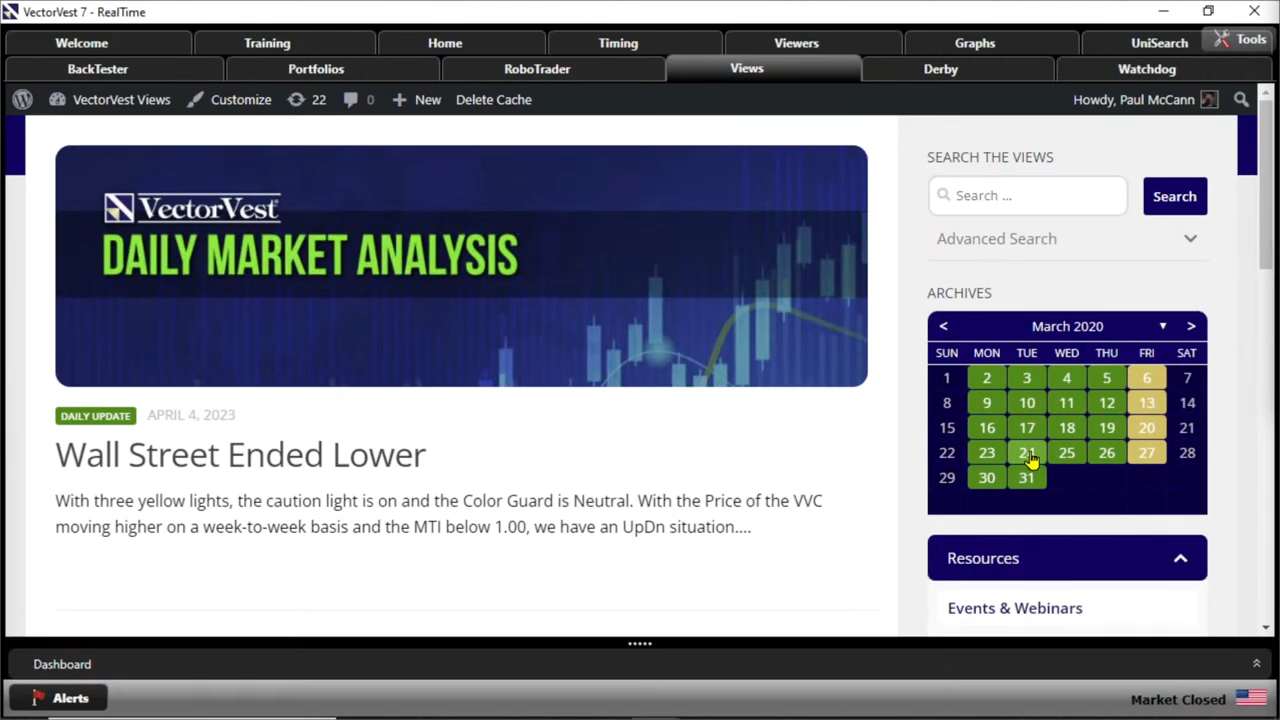 VectorVest 7 - RealTime
Welcome Training Home Timing Viewers Graphs UniSearch Tools
BackTester Portfolios RoboTrader Views Derby Watchdog
VectorVest Views Customize 22 0 New Delete Cache Howdy, Paul McCann
VectorVest
DAILY MARKET ANALYSIS
DAILY UPDATE APRIL 4, 2023
Wall Street Ended Lower
With three yellow lights, the caution light is on and the Color Guard is Neutral. With the Price of the VVC
moving higher on a week-to-week basis and the MTI below 1.00, we have an UpDn situation....
SEARCH THE VIEWS
Search ... Search
Advanced Search
ARCHIVES
< March 2020 ▼ >
SUN MON TUE WED THU FRI SAT
1 2 3 4 5 6 7
8 9 10 11 12 13 14
15 16 17 18 19 20 21
22 23 24 25 26 27 28
29 30 31
Resources
Events & Webinars
Dashboard
Alerts Market Closed